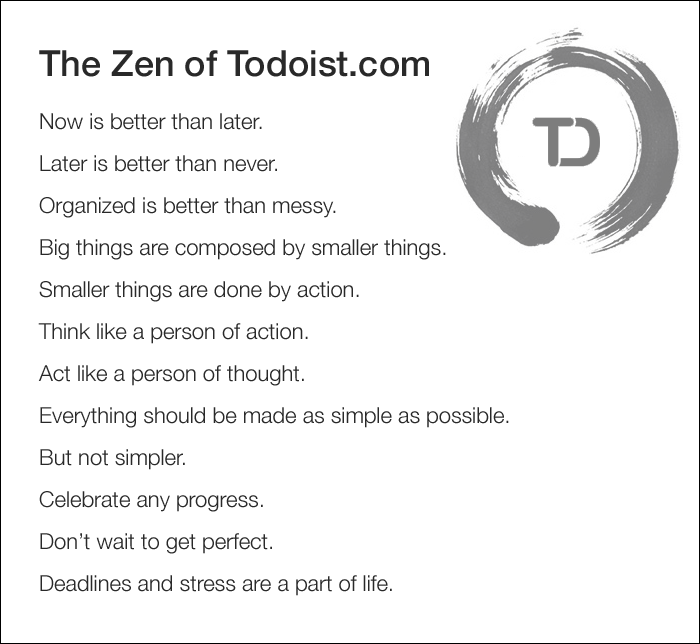 The Zen of Todoist.com
TD
Now is better than later.
Later is better than never.
Organized is better than messy.
Big things are composed by smaller things.
Smaller things are done by action.
Think like a person of action.
Act like a person of thought.
Everything should be made as simple as possible.
But not simpler.
Celebrate any progress.
Don’t wait to get perfect.
Deadlines and stress are a part of life.